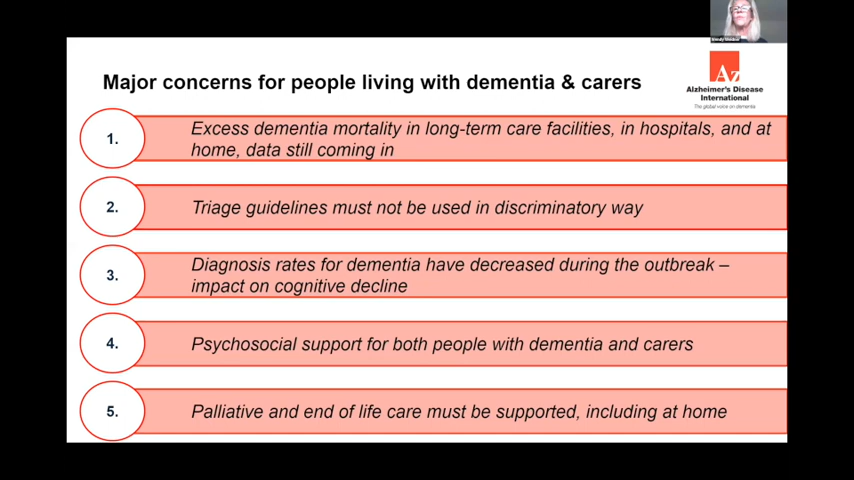 Major concerns for people living with dementia & carers
Az
Alzheimer's Disease
International
The global voice on dementia
1.
Excess dementia mortality in long-term care facilities, in hospitals, and at
home, data still coming in
2.
Triage guidelines must not be used in discriminatory way
3.
Diagnosis rates for dementia have decreased during the outbreak –
impact on cognitive decline
4.
Psychosocial support for both people with dementia and carers
5.
Palliative and end of life care must be supported, including at home